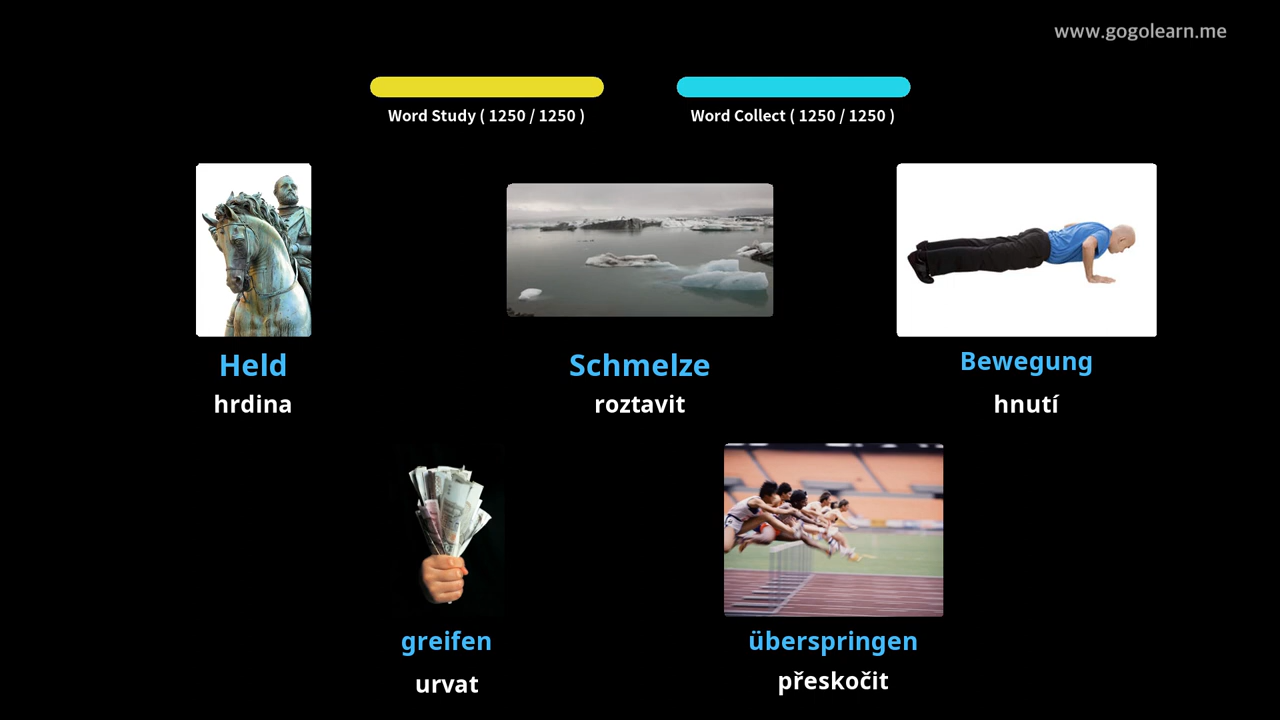 www.gogolearn.me
Word Study ( 1250 / 1250 )
Word Collect ( 1250 / 1250 )
Held
hrdina
Schmelze
roztavit
Bewegung
hnutí
greifen
urvat
überspringen
přeskočit